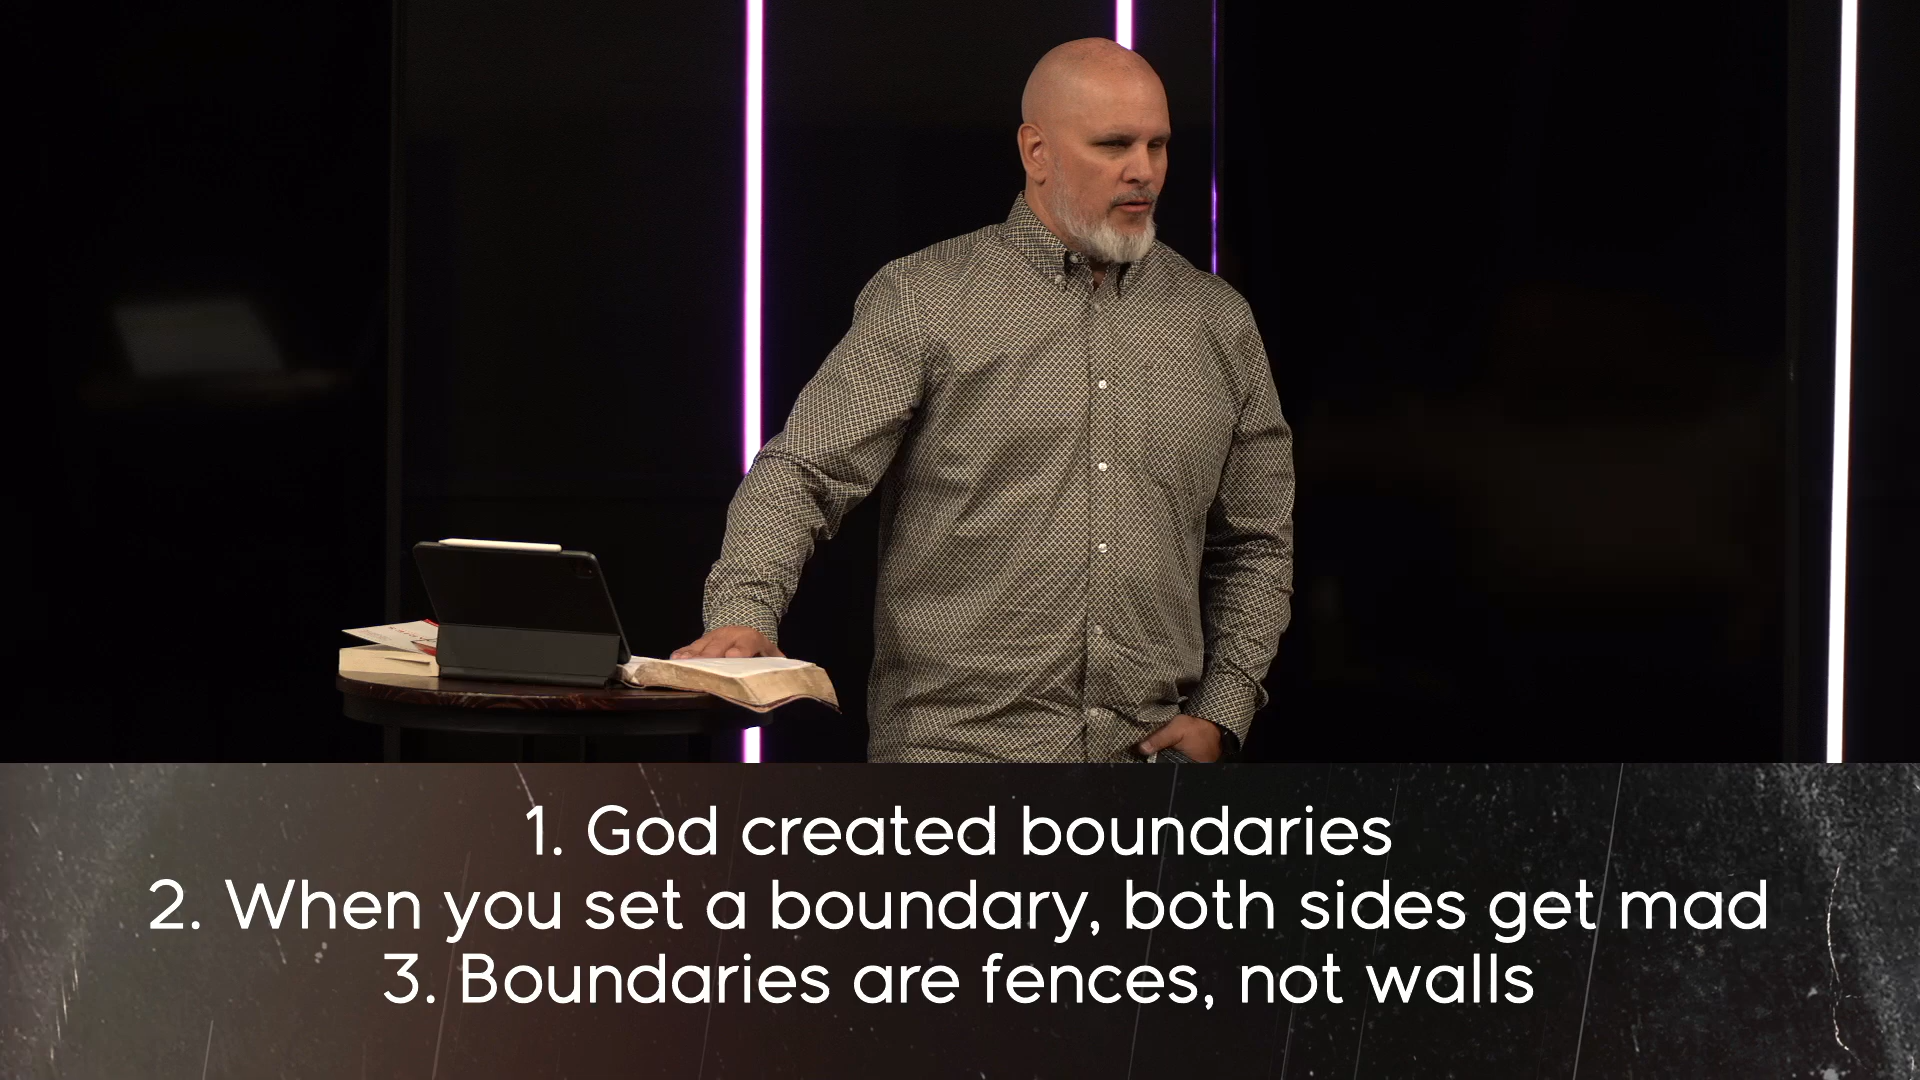 1. God created boundaries
2. When you set a boundary, both sides get mad
3. Boundaries are fences, not walls